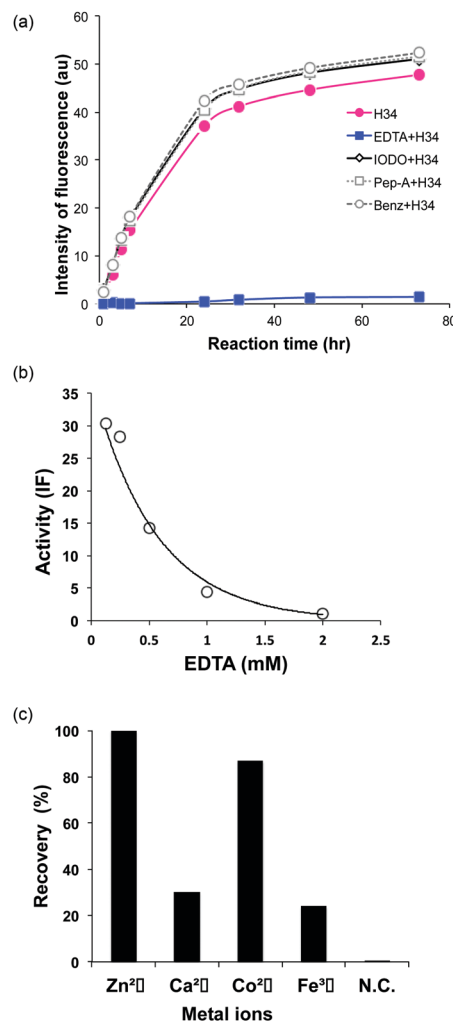 (a)
60
50
40
30
20
10
0
Intensity of fluorescence (au)
H34
EDTA+H34
IODO+H34
Pep-A+H34
Benz+H34
0 20 40 60 80
Reaction time (hr)
(b)
35
30
25
20
15
10
5
0
Activity (IF)
0 0.5 1 1.5 2 2.5
EDTA (mM)
(c)
100
80
60
40
20
0
Recovery (%)
Zn²▯ Ca²▯ Co²▯ Fe³▯ N.C.
Metal ions